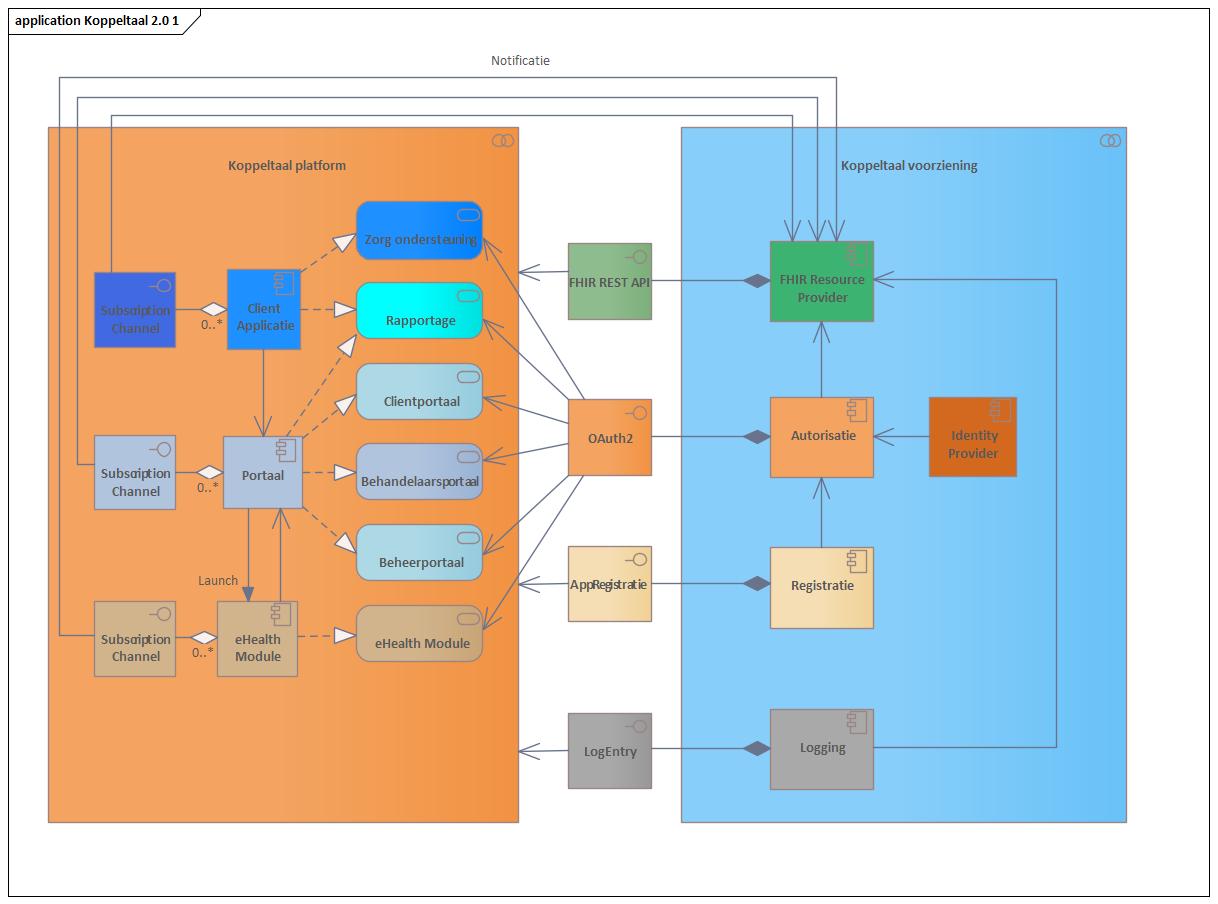 application Koppeltaal 2.0 1
Notificatie
Koppeltaal platform
Koppeltaal voorziening
Zorg ondersteuning
Subscription
Channel
0..*
Client
Applicatie
Rapportage
FHIR REST API
FHIR Resource
Provider
Clientportaal
OAuth2
Autorisatie
Identity
Provider
Subscription
Channel
0..*
Portaal
Behandelaarsportaal
Beheerportaal
AppRegistratie
Registratie
Launch
Subscription
Channel
0..*
eHealth
Module
eHealth Module
LogEntry
Logging